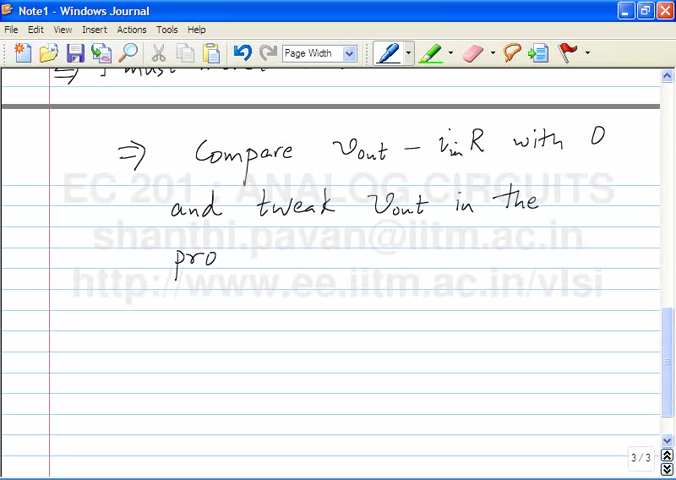 Note1 - Windows Journal
File Edit View Insert Actions Tools Help
Page Width
⇒ I must
⇒ Compare Vout - iin R with 0
EC 201 : ANALOG CIRCUITS
and tweak Vout in the
shanthi.pavan@iitm.ac.in
pro
http://www.ee.iitm.ac.in/vlsi
3 / 3